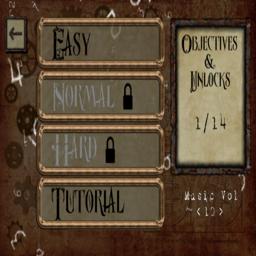 Easy
Normal
Hard
Tutorial
Objectives
&
Unlocks
1/14
Music Vol
~<10>